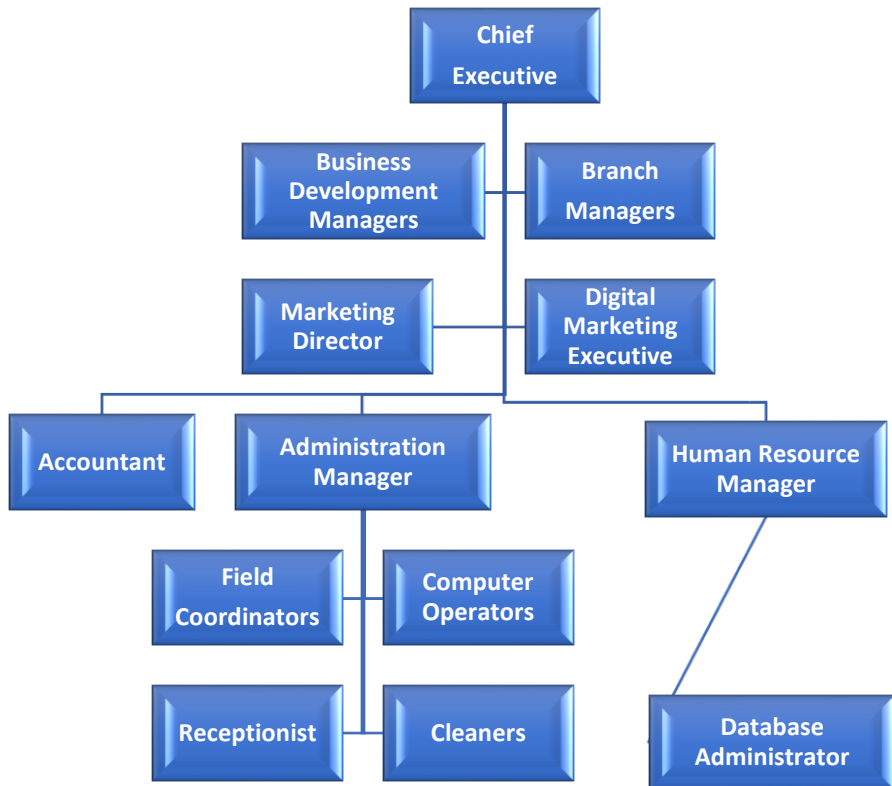 Chief
Executive
Business
Development
Managers
Branch
Managers
Marketing
Director
Digital
Marketing
Executive
Accountant
Administration
Manager
Human Resource
Manager
Field
Coordinators
Computer
Operators
Receptionist
Cleaners
Database
Administrator